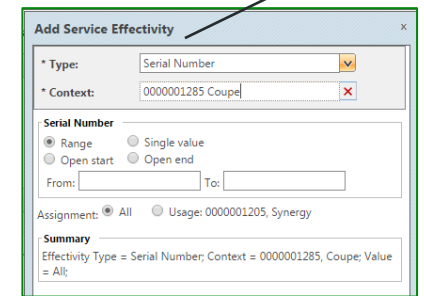 Add Service Effectivity x
* Type: Serial Number
* Context: 0000001285 Coupe
Serial Number
Range Single value
Open start Open end
From: To:
Assignment: All Usage: 0000001205, Synergy
Summary
Effectivity Type = Serial Number; Context = 0000001285, Coupe; Value
= All;